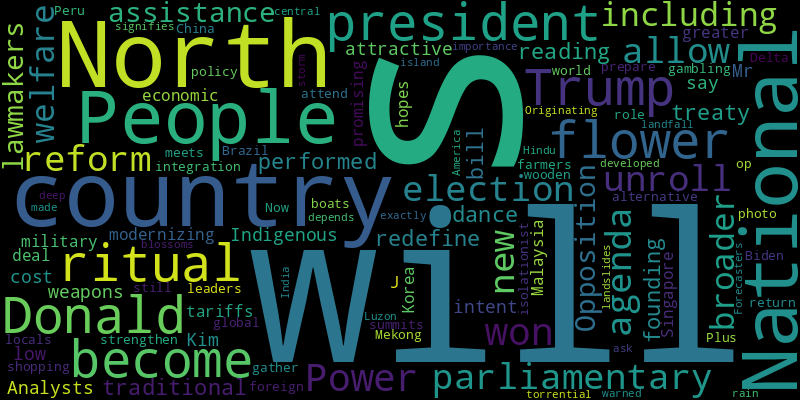 Peru
assistance
central
president
including
lawmakers
welfare
signifies
China
greater
North
storm
attractive
importance
reading
allow
National
policy
island
promising
hopes
world
prepare
gambling
Delta
Mr
economic
attend
Trump
say
People
S
Originating
treaty
role
landfall
reform
meets
Brazil
performed
integration
America
bill
Hindu
flower
farmers
developed
op
deep
country
wooden
unroll
made
Now
boats
depends
exactly
election
dance
Opposition
alternative
broader
photo
modernizing
Indigenous
redefine
military
blossoms
deal
ritual
new
isolationist
Malaysia
landslides
agenda
founding
Singapore
Forecasters
Biden
cost
weapons
still
leaders
India
Will
J
Korea
intent
return
Donald
tariffs
global
Luzon
summits
Mekong
won
Plus
strengthen
Kim
locals
low
become
gather
ask
shopping
Analysts
traditional
foreign
Power
parliamentary
torrential
warned
rain